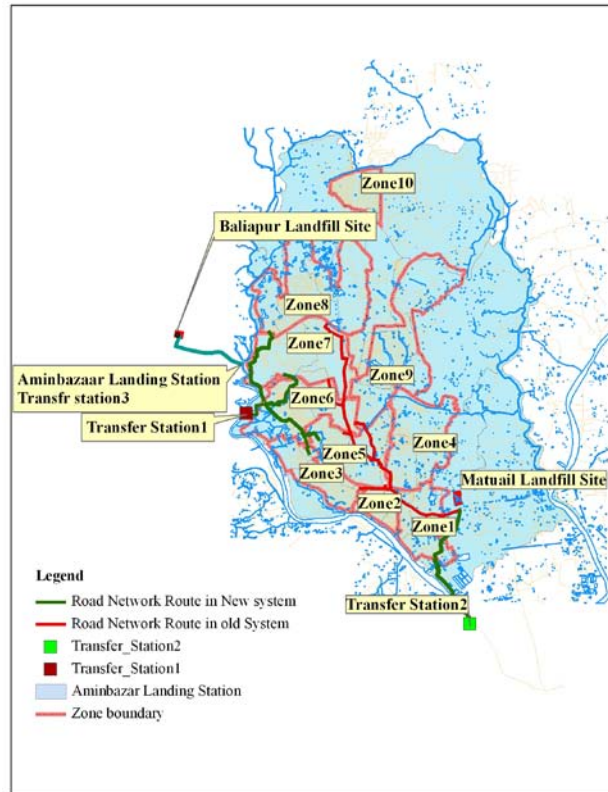 Zone10
Baliapur Landfill Site
Zone8
Zone7
Zone9
Aminbazaar Landing Station
Transfr station3
Zone6
Transfer Station1
Zone4
Zone5
Zone3
Matuail Landfill Site
Zone2
Zone1
Transfer Station2
Legend
Road Network Route in New system
Road Network Route in old System
Transfer_Station2
Transfer_Station1
Aminbazar Landing Station
Zone boundary